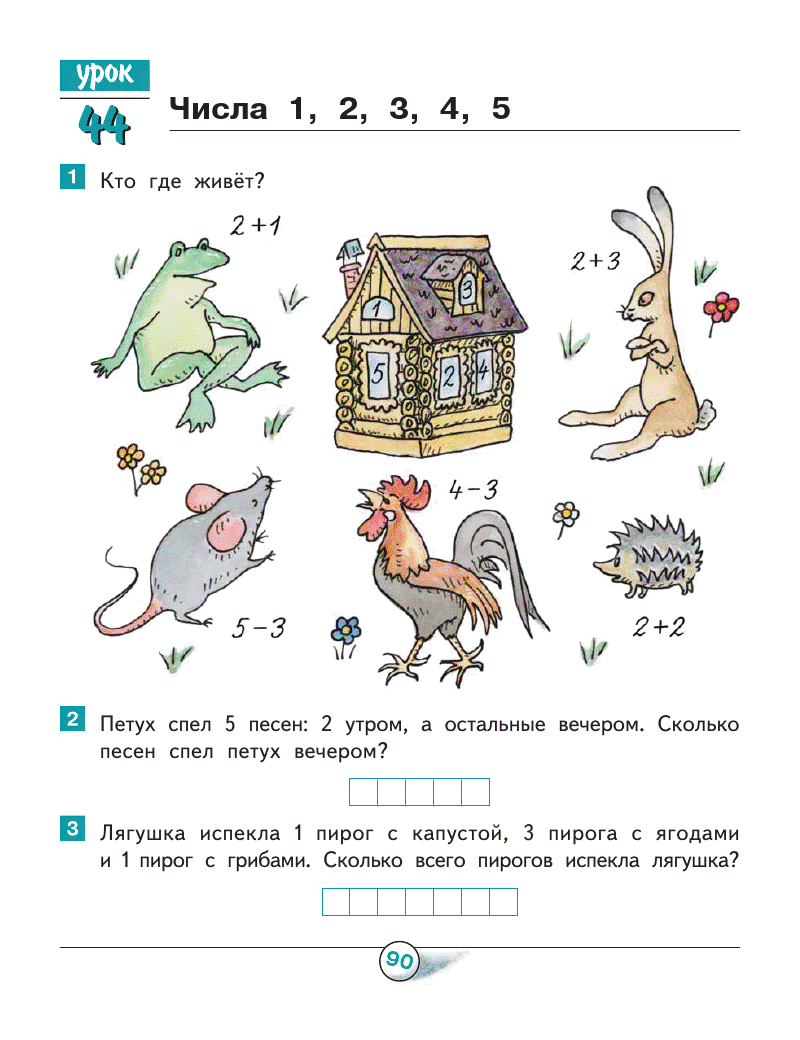 урок
44
Числа 1, 2, 3, 4, 5
1 Кто где живёт?
2+1
2+3
3
1
5
2
4
4−3
5−3
2+2
2 Петух спел 5 песен: 2 утром, а остальные вечером. Сколько
песен спел петух вечером?
3 Лягушка испекла 1 пирог с капустой, 3 пирога с ягодами
и 1 пирог с грибами. Сколько всего пирогов испекла лягушка?
90